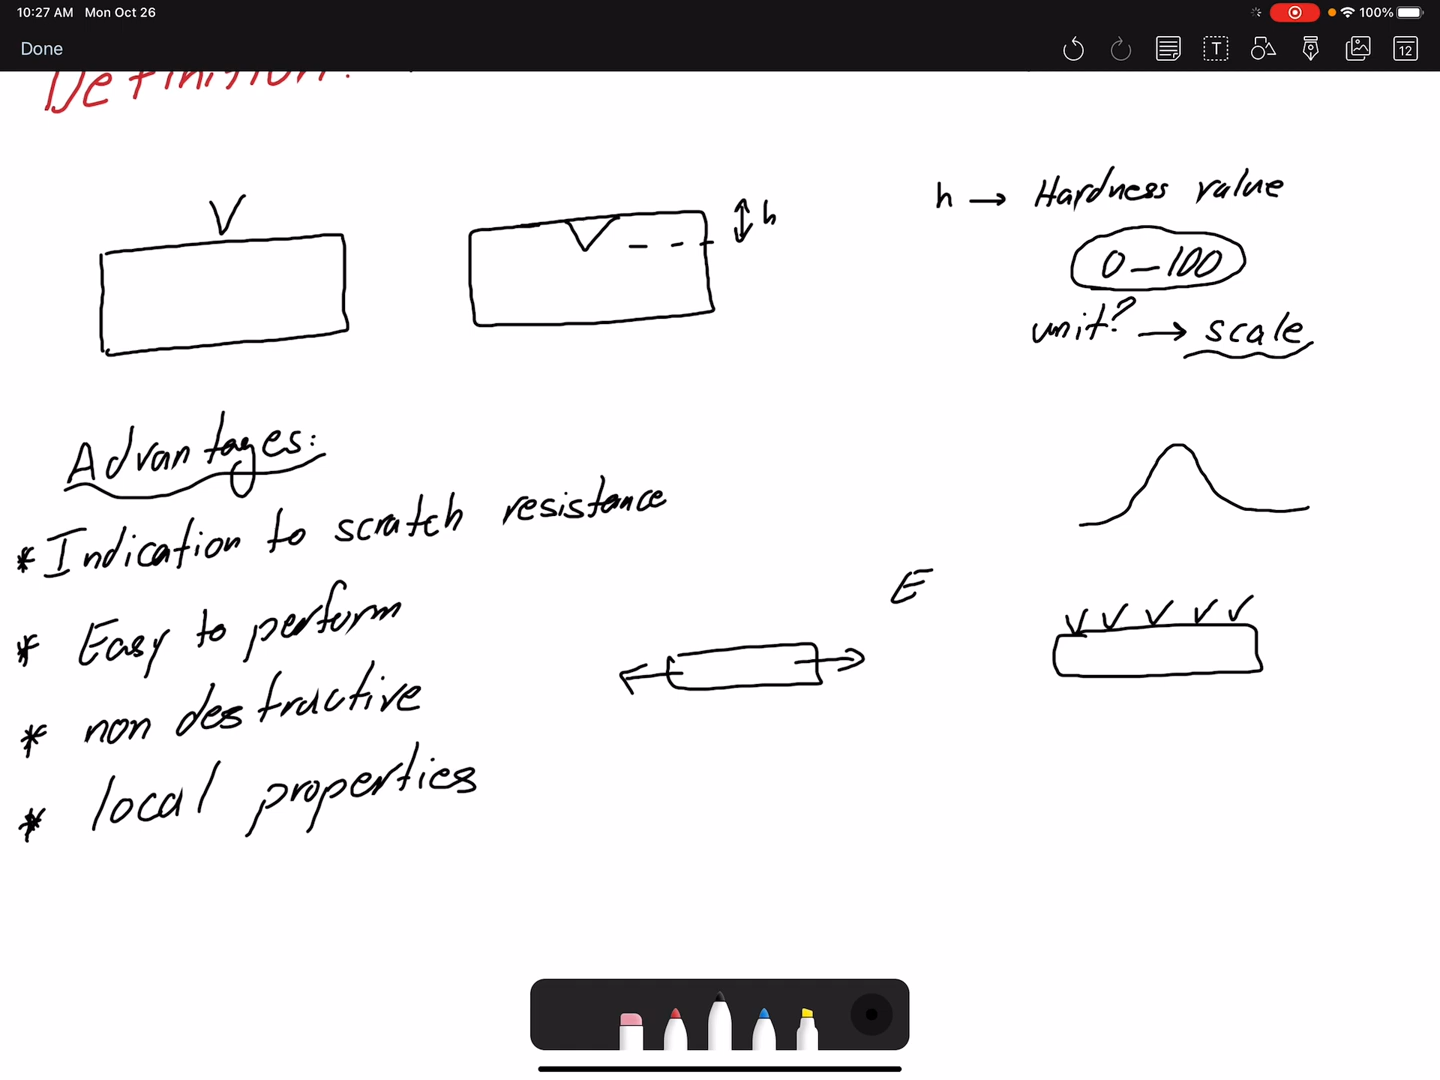 10:27 AM Mon Oct 26
100%
Done
T
12
Definition:
h → Hardness value
V
h
0 – 100
unit? → scale
Advantages:
* Indication to scratch resistance
E
* Easy to perform
* non destructive
* local properties